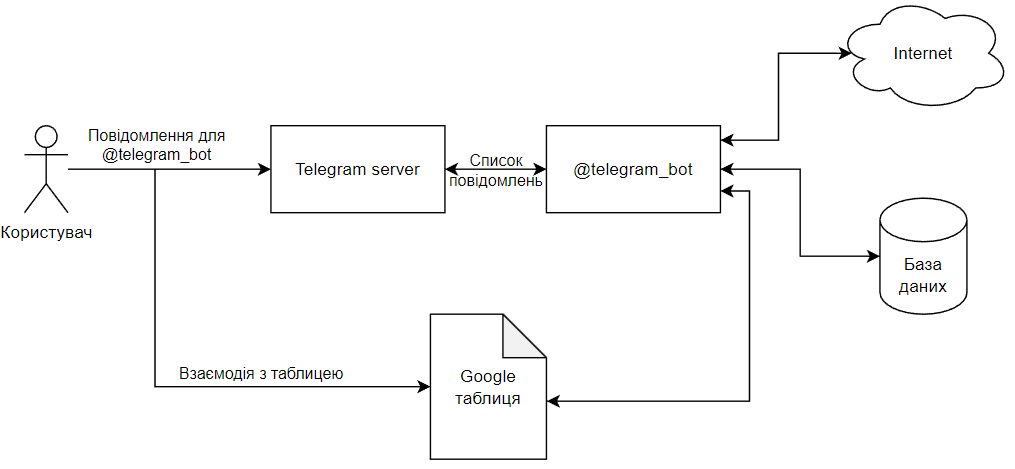 Internet
Повідомлення для
@telegram_bot
Telegram server
Список
повідомлень
@telegram_bot
Користувач
База
даних
Взаємодія з таблицею
Google
таблиця